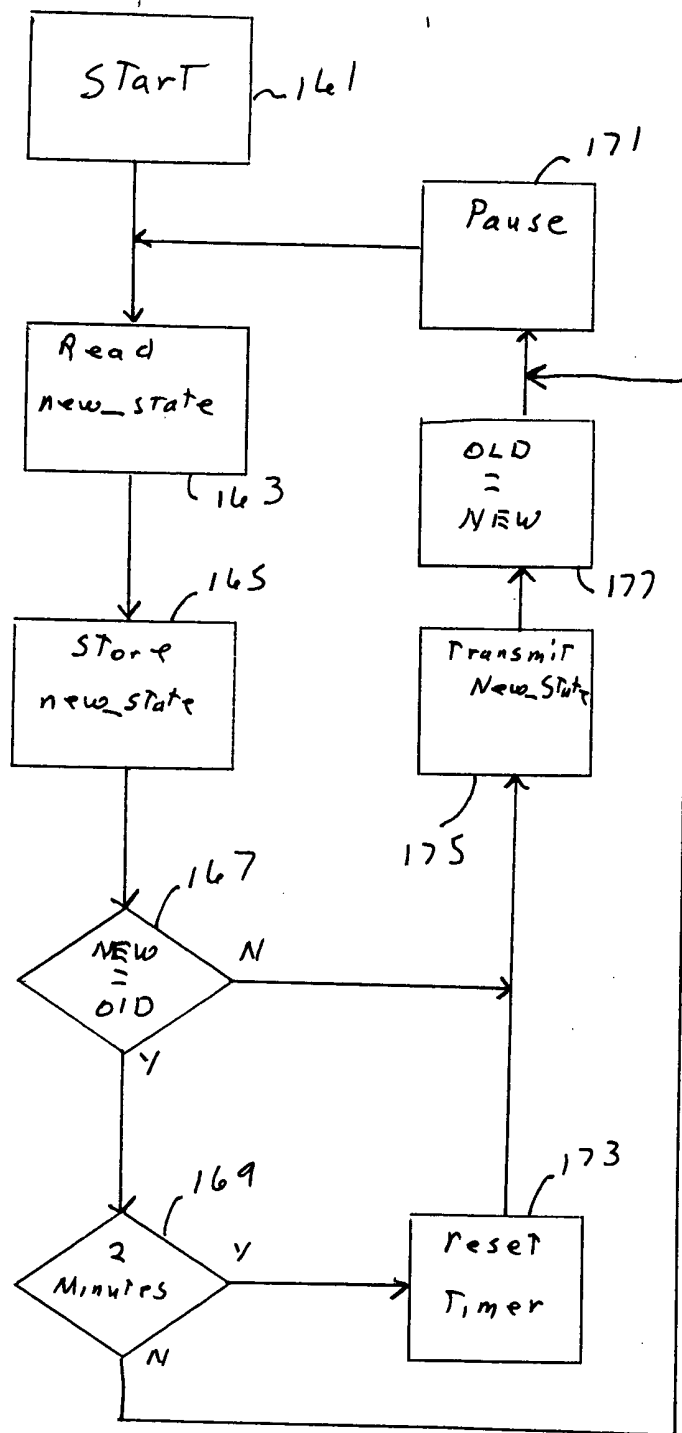 START
161
171
Pause
Read
new_state
163
OLD
=
NEW
177
165
Store
new_state
Transmit
New_State
175
167
NEW
=
OLD
N
Y
169
2
Minutes
Y
N
173
reset
Timer